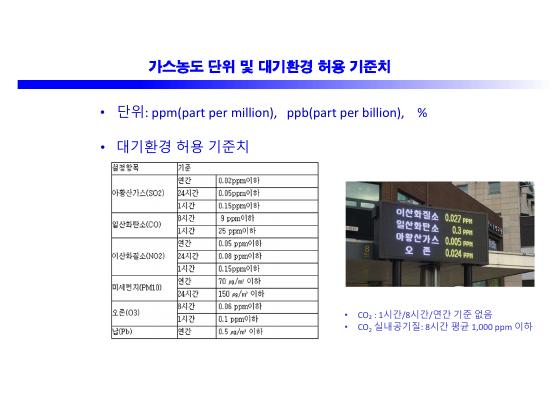 가스농도 단위 및 대기환경 허용 기준치
• 단위: ppm(part per million), ppb(part per billion), %
• 대기환경 허용 기준치
설정항목 기준
아황산가스(SO2) 연간 0.02ppm이하
24시간 0.05ppm이하
1시간 0.15ppm이하
일산화탄소(CO) 8시간 9 ppm이하
1시간 25 ppm이하
이산화질소(NO2) 연간 0.05 ppm이하
24시간 0.08 ppm이하
1시간 0.15ppm이하
미세먼지(PM10) 연간 70 ㎍/㎥ 이하
24시간 150 ㎍/㎥ 이하
오존(O3) 8시간 0.06 ppm이하
1시간 0.1 ppm이하
납(Pb) 연간 0.5 ㎍/㎥ 이하
이산화질소 0.027 PPM
일산화탄소 0.3 PPM
아황산가스 0.005 PPM
오 존 0.024 PPM
8
• CO₂ : 1시간/8시간/연간 기준 없음
• CO₂ 실내공기질: 8시간 평균 1,000 ppm 이하